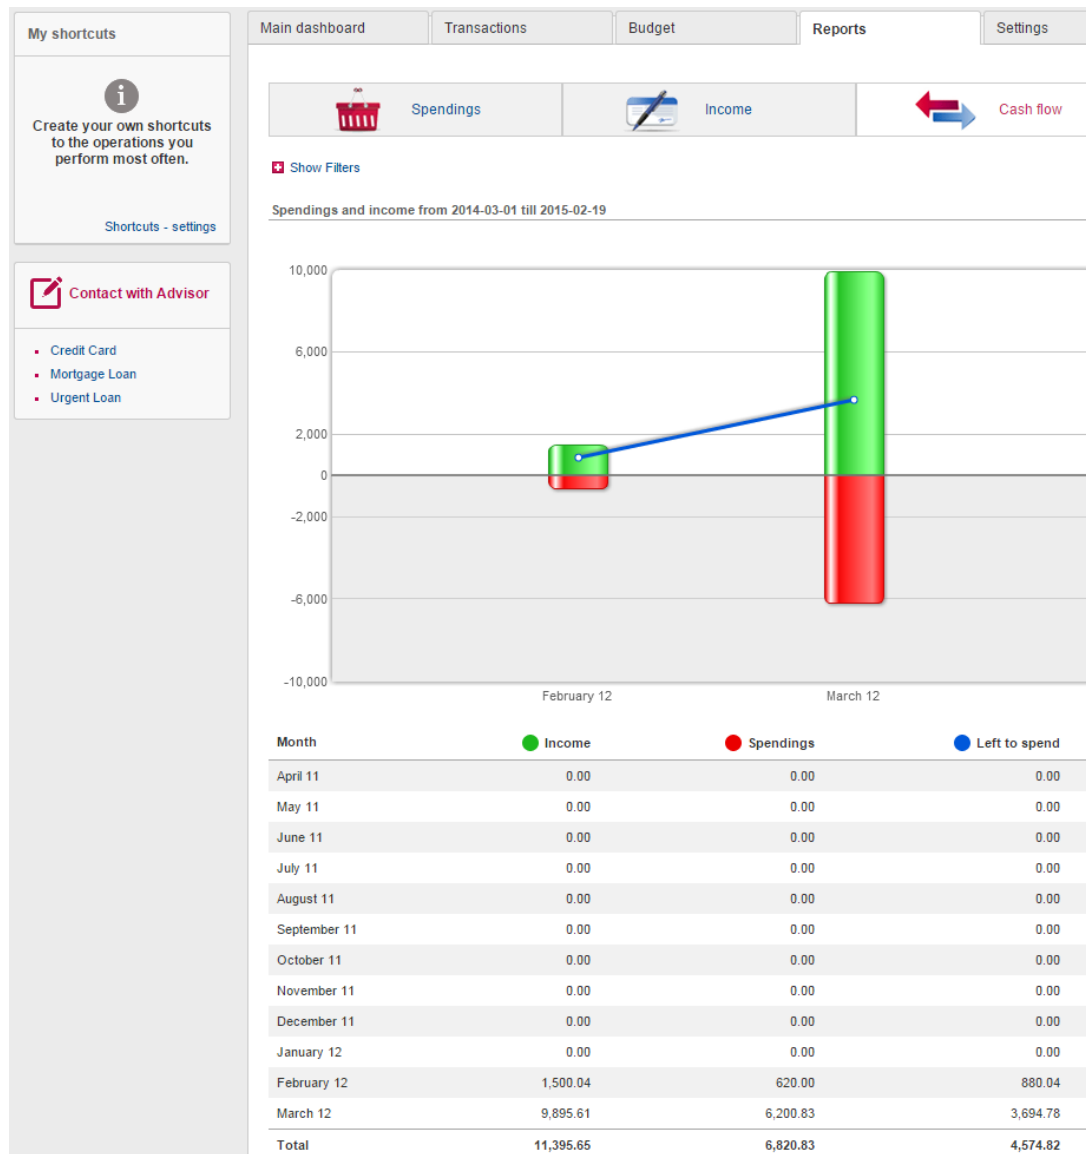 My shortcuts
Create your own shortcuts
to the operations you
perform most often.
Shortcuts - settings
Contact with Advisor
Credit Card
Mortgage Loan
Urgent Loan
Main dashboard Transactions Budget Reports Settings
Spendings Income Cash flow
Show Filters
Spendings and income from 2014-03-01 till 2015-02-19
10,000
6,000
2,000
0
-2,000
-6,000
-10,000
February 12 March 12
Month Income Spendings Left to spend
April 11 0.00 0.00 0.00
May 11 0.00 0.00 0.00
June 11 0.00 0.00 0.00
July 11 0.00 0.00 0.00
August 11 0.00 0.00 0.00
September 11 0.00 0.00 0.00
October 11 0.00 0.00 0.00
November 11 0.00 0.00 0.00
December 11 0.00 0.00 0.00
January 12 0.00 0.00 0.00
February 12 1,500.04 620.00 880.04
March 12 9,895.61 6,200.83 3,694.78
Total 11,395.65 6,820.83 4,574.82